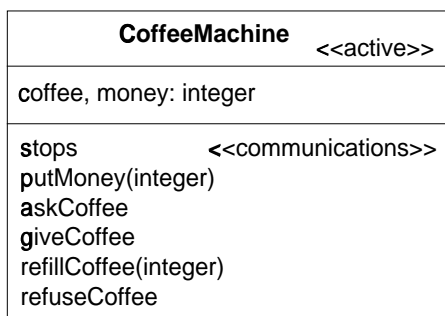 CoffeeMachine <<active>>
coffee, money: integer
stops <<communications>>
putMoney(integer)
askCoffee
giveCoffee
refillCoffee(integer)
refuseCoffee